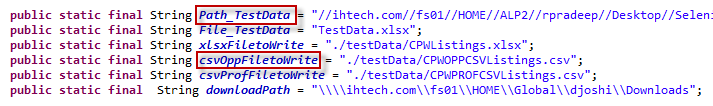 public static final String Path_TestData = "//ihtech.com//fs01//HOME//ALP2//rpradeep//Desktop//Seleni
public static final String File_TestData = "TestData.xlsx";
public static final String xlsxFiletoWrite = "./testData/CPWListings.xlsx";
public static final String csvOppFiletoWrite = "./testData/CPWOPPCSVListings.csv";
public static final String csvProfFiletoWrite = "./testData/CPWPROFCSVListings.csv";
public static final  String downloadPath = "\\\\ihtech.com\\fs01\\HOME\\Global\\djoshi\\Downloads";